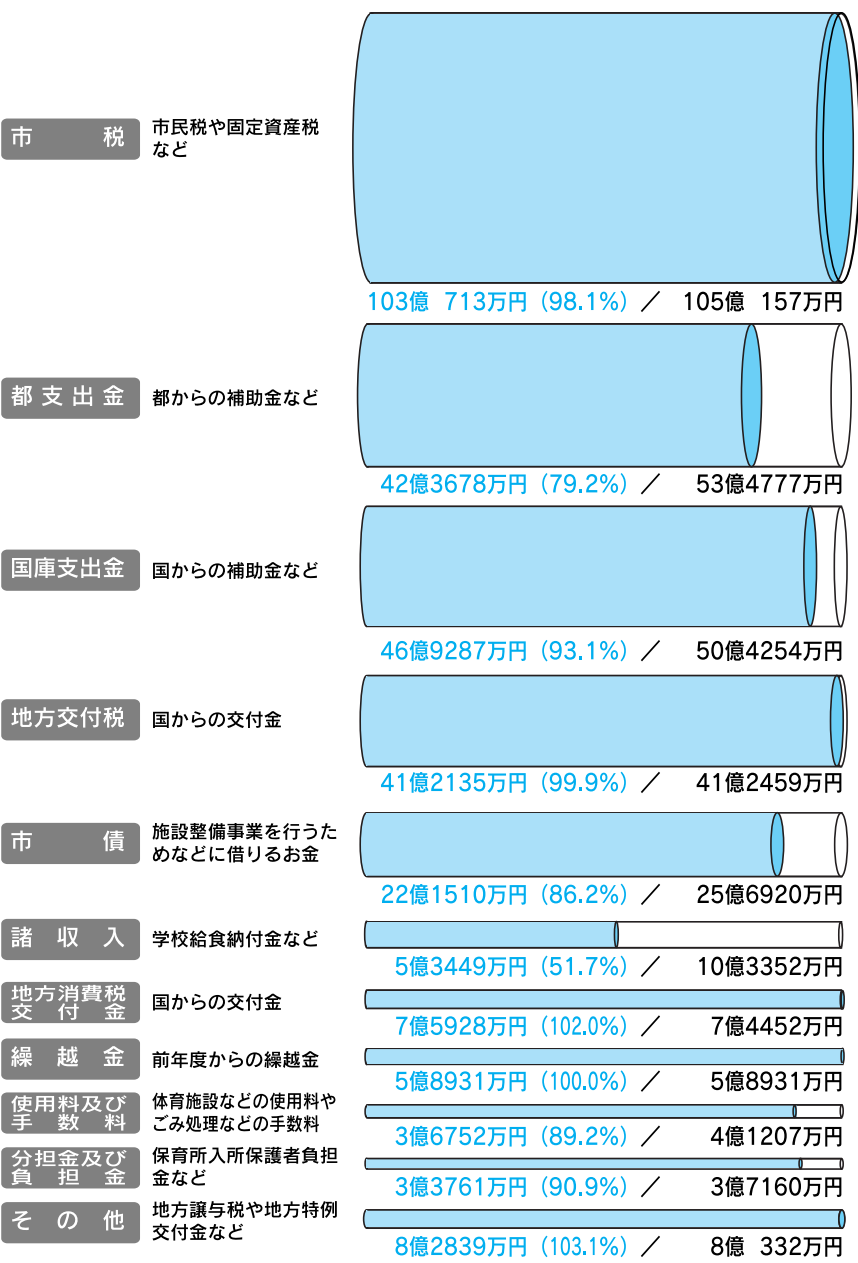 市税
市民税や固定資産税
など
103億 713万円（98.1%）／ 105億 157万円
都支出金
都からの補助金など
42億3678万円（79.2%）／ 53億4777万円
国庫支出金
国からの補助金など
46億9287万円（93.1%）／ 50億4254万円
地方交付税
国からの交付金
41億2135万円（99.9%）／ 41億2459万円
市債
施設整備事業を行うた
めなどに借りるお金
22億1510万円（86.2%）／ 25億6920万円
諸収入
学校給食納付金など
5億3449万円（51.7%）／ 10億3352万円
地方消費税
交付金
国からの交付金
7億5928万円（102.0%）／ 7億4452万円
繰越金
前年度からの繰越金
5億8931万円（100.0%）／ 5億8931万円
使用料及び
手数料
体育施設などの使用料や
ごみ処理などの手数料
3億6752万円（89.2%）／ 4億1207万円
分担金及び
負担金
保育所入所保護者負担
金など
3億3761万円（90.9%）／ 3億7160万円
その他
地方譲与税や地方特例
交付金など
8億2839万円（103.1%）／ 8億 332万円